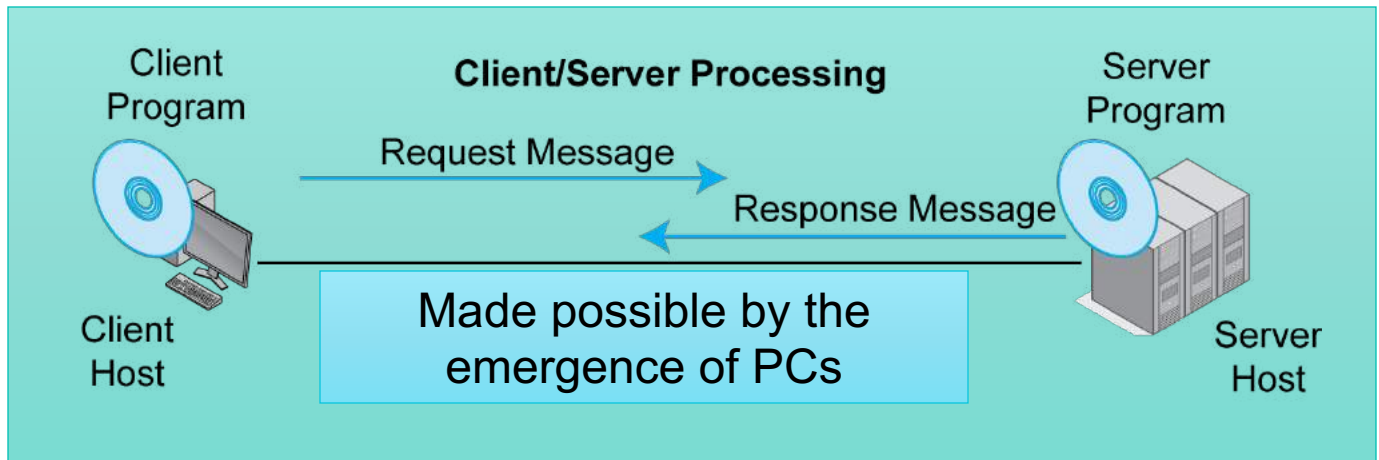 Client
Program
Client/Server Processing
Server
Program
Request Message
Response Message
Made possible by the
emergence of PCs
Client
Host
Server
Host